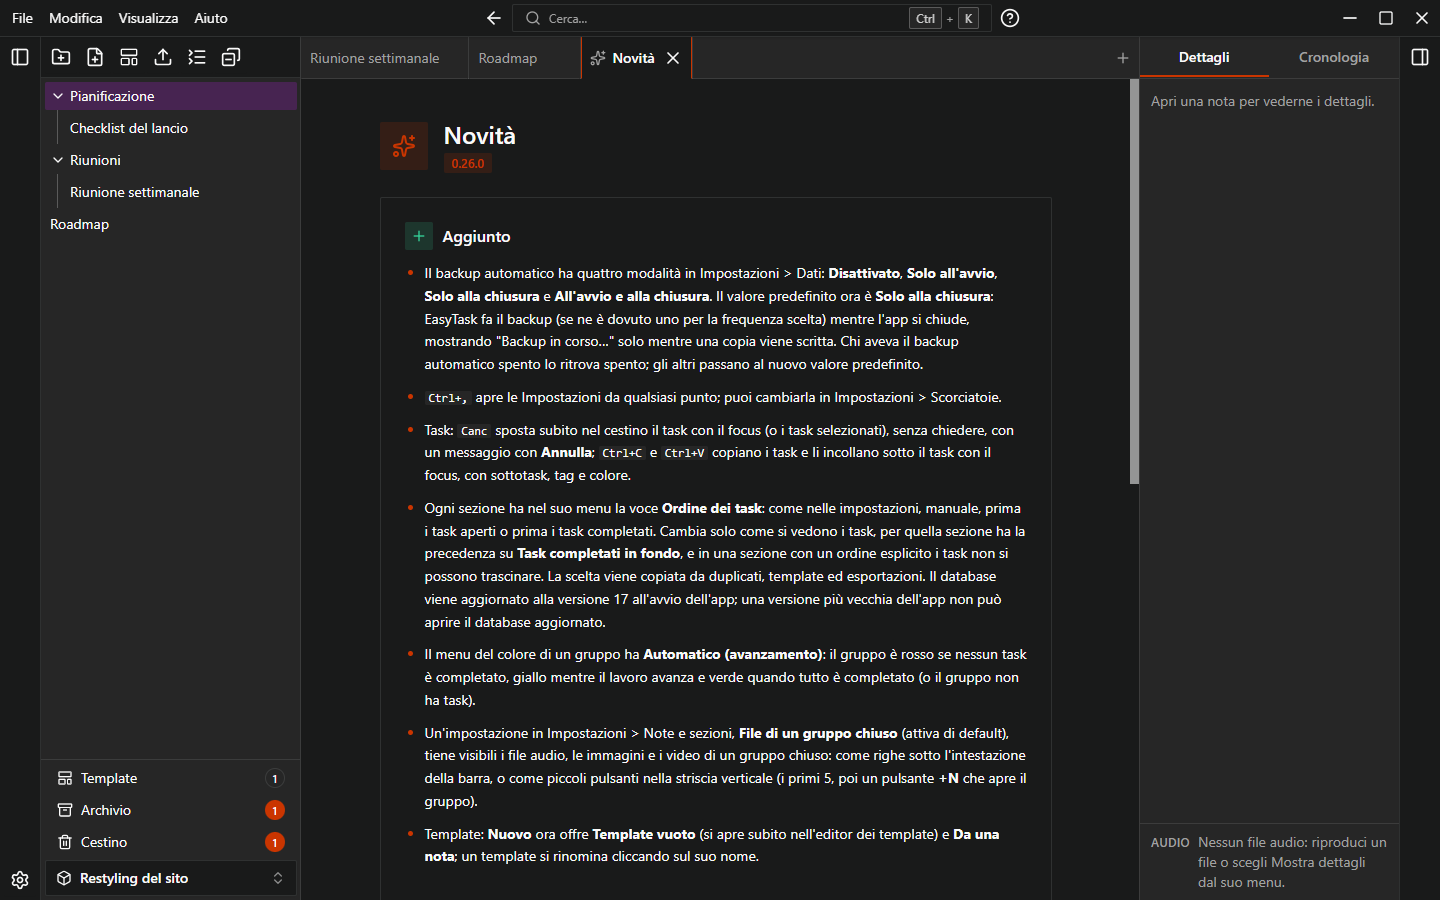 File Modifica Visualizza Aiuto
Cerca... Ctrl + K
Pianificazione
Checklist del lancio
Riunioni
Riunione settimanale
Roadmap
Template 1
Archivio 1
Cestino 1
Restyling del sito
Riunione settimanale Roadmap Novità
Novità
0.26.0
Aggiunto
Il backup automatico ha quattro modalità in Impostazioni > Dati: Disattivato, Solo all'avvio,
Solo alla chiusura e All'avvio e alla chiusura. Il valore predefinito ora è Solo alla chiusura:
EasyTask fa il backup (se ne è dovuto uno per la frequenza scelta) mentre l'app si chiude,
mostrando "Backup in corso..." solo mentre una copia viene scritta. Chi aveva il backup
automatico spento lo ritrova spento; gli altri passano al nuovo valore predefinito.
Ctrl+, apre le Impostazioni da qualsiasi punto; puoi cambiarla in Impostazioni > Scorciatoie.
Task: Canc sposta subito nel cestino il task con il focus (o i task selezionati), senza chiedere, con
un messaggio con Annulla; Ctrl+C e Ctrl+V copiano i task e li incollano sotto il task con il
focus, con sottotask, tag e colore.
Ogni sezione ha nel suo menu la voce Ordine dei task: come nelle impostazioni, manuale, prima
i task aperti o prima i task completati. Cambia solo come si vedono i task, per quella sezione ha la
precedenza su Task completati in fondo, e in una sezione con un ordine esplicito i task non si
possono trascinare. La scelta viene copiata da duplicati, template ed esportazioni. Il database
viene aggiornato alla versione 17 all'avvio dell'app; una versione più vecchia dell'app non può
aprire il database aggiornato.
Il menu del colore di un gruppo ha Automatico (avanzamento): il gruppo è rosso se nessun task
è completato, giallo mentre il lavoro avanza e verde quando tutto è completato (o il gruppo non
ha task).
Un'impostazione in Impostazioni > Note e sezioni, File di un gruppo chiuso (attiva di default),
tiene visibili i file audio, le immagini e i video di un gruppo chiuso: come righe sotto l'intestazione
della barra, o come piccoli pulsanti nella striscia verticale (i primi 5, poi un pulsante +N che apre il
gruppo).
Template: Nuovo ora offre Template vuoto (si apre subito nell'editor dei template) e Da una
nota; un template si rinomina cliccando sul suo nome.
Dettagli Cronologia
Apri una nota per vederne i dettagli.
AUDIO Nessun file audio: riproduci un
file o scegli Mostra dettagli
dal suo menu.